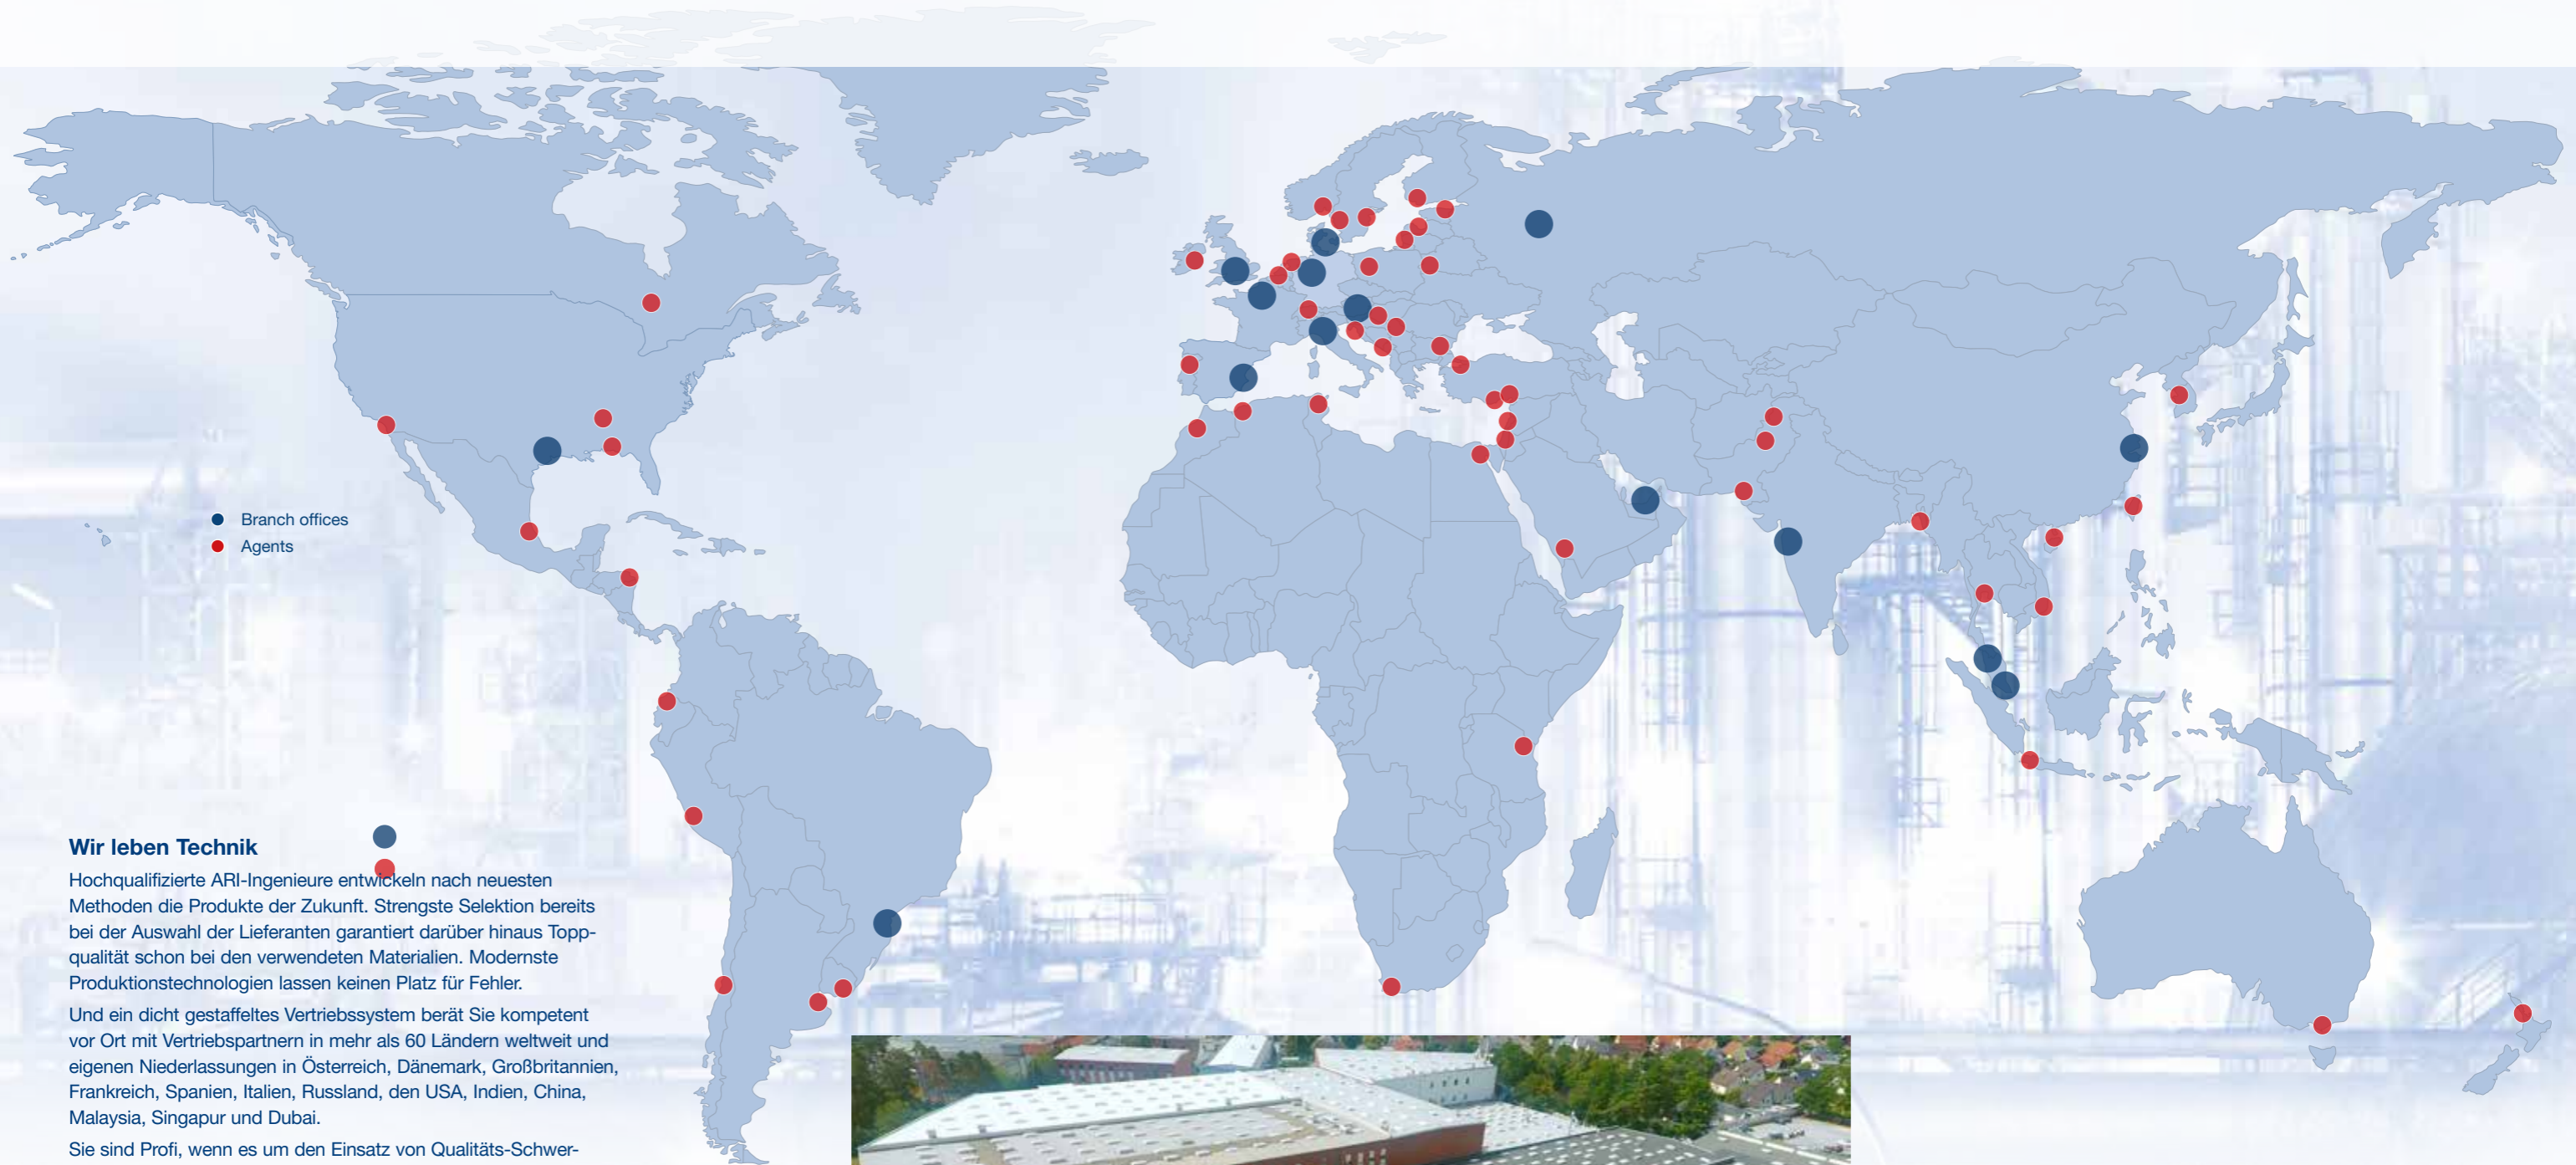 Branch offices
Agents
Wir leben Technik
Hochqualifizierte ARI-Ingenieure entwickeln nach neuesten
Methoden die Produkte der Zukunft. Strengste Selektion bereits
bei der Auswahl der Lieferanten garantiert darüber hinaus Topp-
qualität schon bei den verwendeten Materialien. Modernste
Produktionstechnologien lassen keinen Platz für Fehler.
Und ein dicht gestaffeltes Vertriebssystem berät Sie kompetent
vor Ort mit Vertriebspartnern in mehr als 60 Ländern weltweit und
eigenen Niederlassungen in Österreich, Dänemark, Großbritannien,
Frankreich, Spanien, Italien, Russland, den USA, Indien, China,
Malaysia, Singapur und Dubai.
Sie sind Profi, wenn es um den Einsatz von Qualitäts-Schwer-